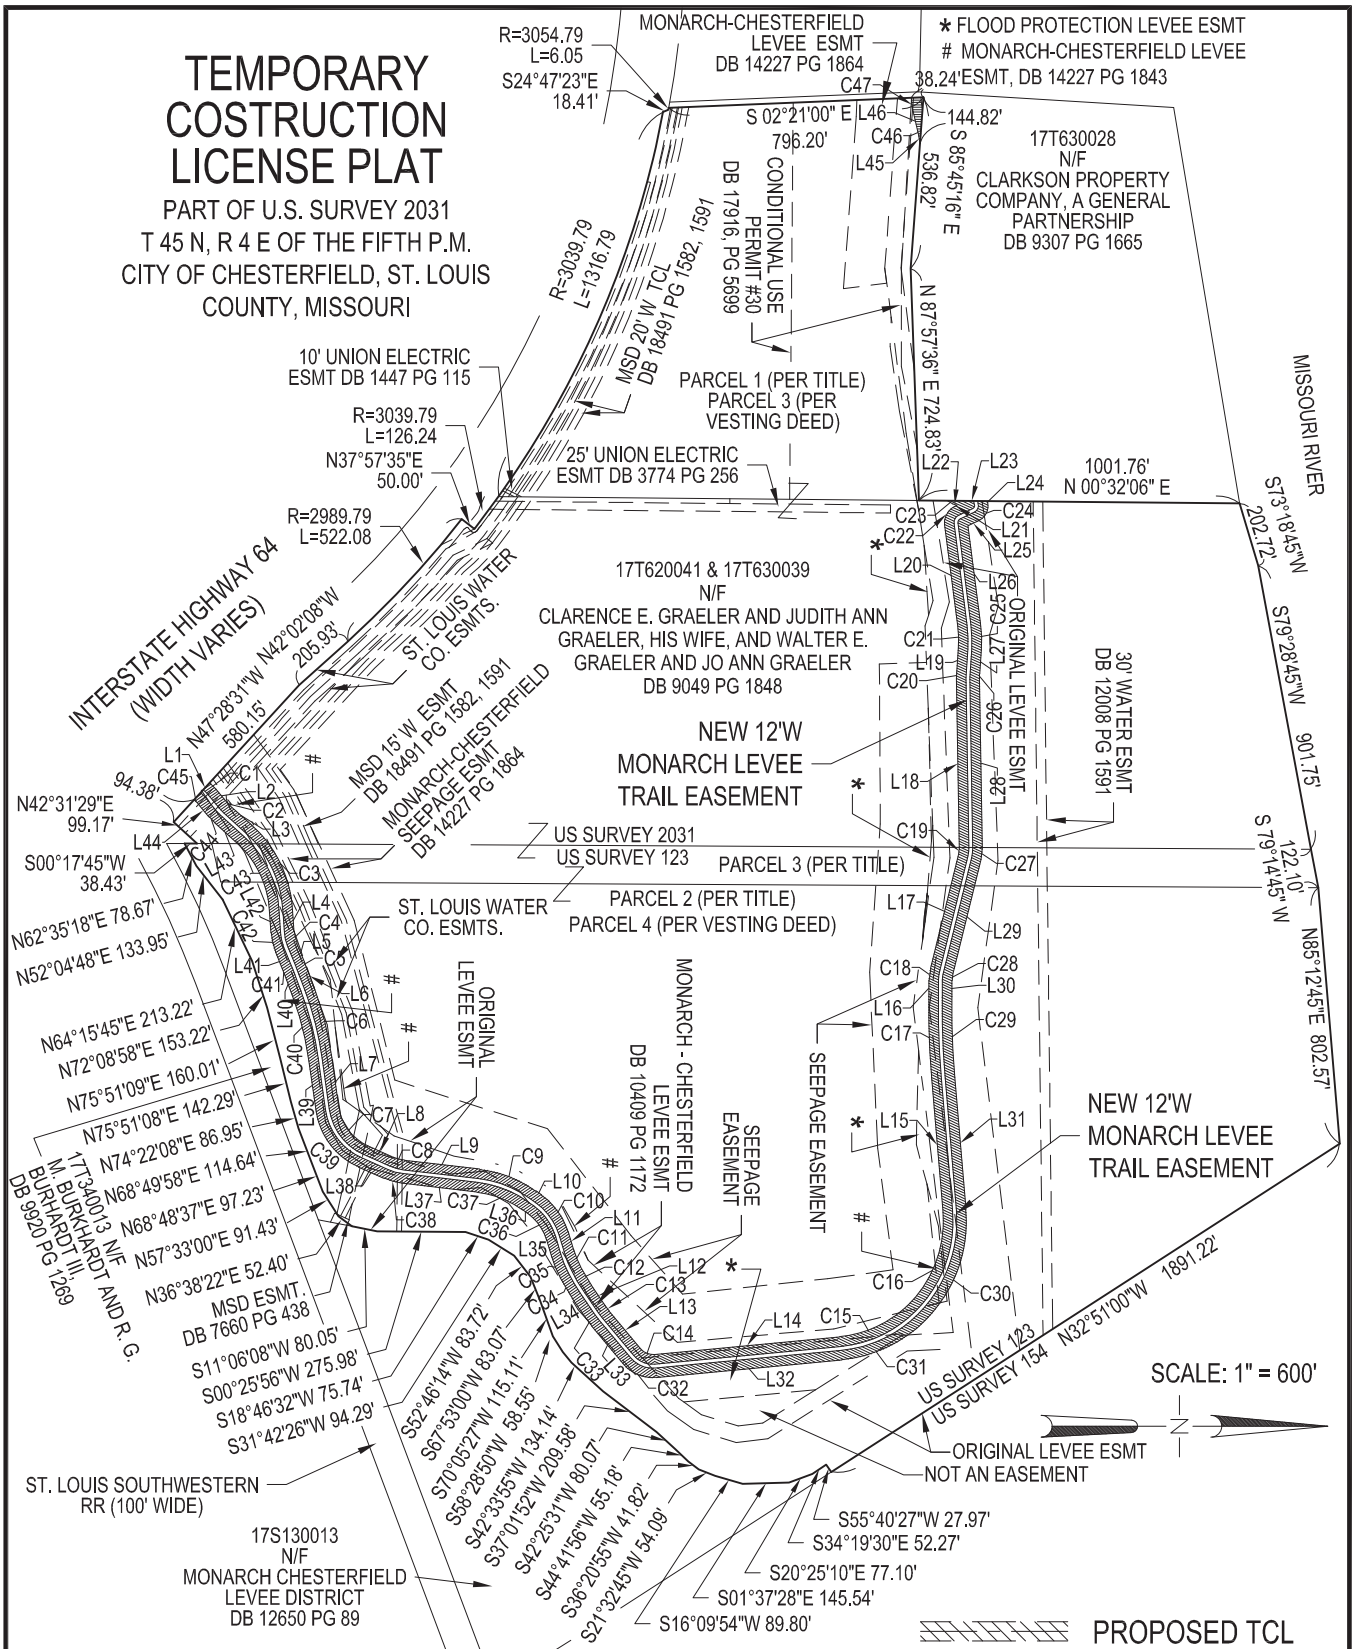 TEMPORARY
COSTRUCTION
LICENSE PLAT
PART OF U.S. SURVEY 2031
T 45 N, R 4 E OF THE FIFTH P.M.
CITY OF CHESTERFIELD, ST. LOUIS
COUNTY, MISSOURI
R=3054.79
L=6.05
S24°47'23"E
18.41'
MONARCH-CHESTERFIELD
LEVEE ESMT
DB 14227 PG 1864
* FLOOD PROTECTION LEVEE ESMT
# MONARCH-CHESTERFIELD LEVEE
ESMT, DB 14227 PG 1843
C47
38.24'
S 02°21'00" E
796.20'
L46
C46
L45
144.82'
S 85°45'16" E
536.82'
17T630028
N/F
CLARKSON PROPERTY
COMPANY, A GENERAL
PARTNERSHIP
DB 9307 PG 1665
CONDITIONAL USE
PERMIT #30
DB 17916, PG 5699
R=3039.79
L=1316.79
MSD 20' W TCL
DB 18491 PG 1582, 1591
N 87°57'36" E 724.83'
10' UNION ELECTRIC
ESMT DB 1447 PG 115
PARCEL 1 (PER TITLE)
PARCEL 3 (PER
VESTING DEED)
R=3039.79
L=126.24
N37°57'35"E
50.00'
25' UNION ELECTRIC
ESMT DB 3774 PG 256
MISSOURI RIVER
L22
L23
L24
1001.76'
N 00°32'06" E
S73°18'45"W
202.72'
R=2989.79
L=522.08
C23
C22
C24
L21
L25
*
L20
L26
C25
INTERSTATE HIGHWAY 64
(WIDTH VARIES)
N42°02'08"W
205.93'
ST. LOUIS WATER
CO. ESMTS.
17T620041 & 17T630039
N/F
CLARENCE E. GRAELER AND JUDITH ANN
GRAELER, HIS WIFE, AND WALTER E.
GRAELER AND JO ANN GRAELER
DB 9049 PG 1848
C21
L19
C20
L27
C26
ORIGINAL LEVEE ESMT
30' WATER ESMT
DB 12008 PG 1591
S79°28'45"W
901.75'
N47°28'31"W
580.15'
MSD 15' W ESMT
DB 18491 PG 1582, 1591
MONARCH-CHESTERFIELD
SEEPAGE ESMT
DB 14227 PG 1864
NEW 12'W
MONARCH LEVEE
TRAIL EASEMENT
L18
L28
*
L1
C45
94.38'
C1
L2
C2
L3
#
N42°31'29"E
99.17'
L44
C44
L43
C43
C3
S00°17'45"W
38.43'
US SURVEY 2031
US SURVEY 123
PARCEL 3 (PER TITLE)
C19
C27
S 79°14'45" W
122.10'
N62°35'18"E 78.67'
L42
L4
C4
ST. LOUIS WATER
CO. ESMTS.
PARCEL 2 (PER TITLE)
PARCEL 4 (PER VESTING DEED)
L17
L29
N52°04'48"E 133.95'
C42
L5
C5
L41
C41
L6
#
C18
C28
L16
L30
C17
C29
N85°12'45"E 802.57'
N64°15'45"E 213.22'
L40
C6
ORIGINAL
LEVEE ESMT
MONARCH - CHESTERFIELD
LEVEE ESMT
DB 10409 PG 1172
N72°08'58"E 153.22'
C40
#
L7
SEEPAGE EASEMENT
N75°51'09"E 160.01'
L39
C7
L8
C8
L9
SEEPAGE
EASEMENT
*
L15
L31
NEW 12'W
MONARCH LEVEE
TRAIL EASEMENT
N75°51'08"E 142.29'
N74°22'08"E 86.95'
C39
L38
L37
C38
C37
C9
L10
C10
#
N68°49'58"E 114.64'
N68°48'37"E 97.23'
L36
C36
L11
C11
#
N57°33'00"E 91.43'
L35
C35
C12
L12
C13
L13
*
C16
C30
N36°38'22"E 52.40'
C34
L34
C14
L14
C15
C31
17T340013 N/F
M. BURKHARDT AND R. G.
BURHARDT III,
DB 9920 PG 1269
MSD ESMT.
DB 7660 PG 438
C33
L33
C32
L32
N32°51'00"W 1891.22'
US SURVEY 123
US SURVEY 154
S11°06'08"W 80.05'
S00°25'56"W 275.98'
S18°46'32"W 75.74'
S31°42'26"W 94.29'
S52°46'14"W 83.72'
S67°53'00"W 83.07'
S70°05'27"W 115.11'
S58°28'50"W 58.55'
S42°33'55"W 134.14'
S37°01'52"W 209.58'
S42°25'31"W 80.07'
S44°41'56"W 55.18'
S36°20'55"W 41.82'
S21°32'45"W 54.09'
SCALE: 1" = 600'
N
ORIGINAL LEVEE ESMT
NOT AN EASEMENT
ST. LOUIS SOUTHWESTERN
RR (100' WIDE)
S55°40'27"W 27.97'
S34°19'30"E 52.27'
S20°25'10"E 77.10'
S01°37'28"E 145.54'
S16°09'54"W 89.80'
17S130013
N/F
MONARCH CHESTERFIELD
LEVEE DISTRICT
DB 12650 PG 89
PROPOSED TCL